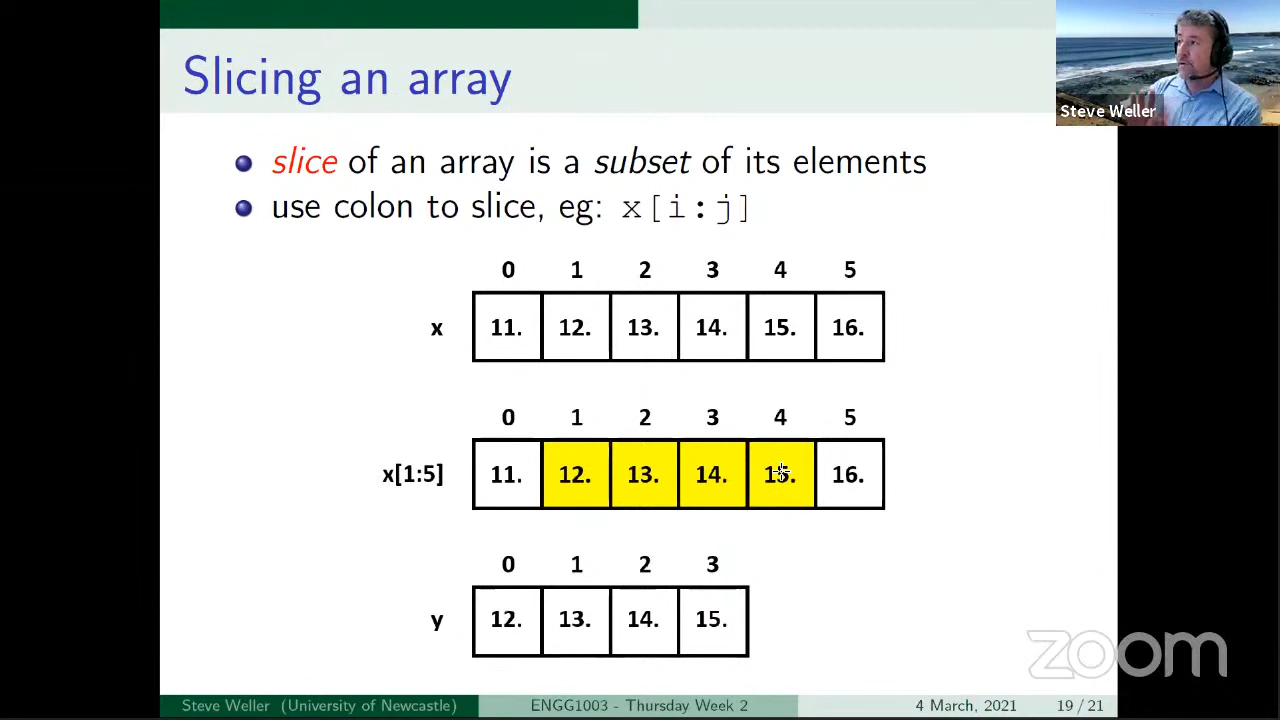 Slicing an array
Steve Weller
slice of an array is a subset of its elements
use colon to slice, eg: x[i:j]
0 1 2 3 4 5
x 11. 12. 13. 14. 15. 16.
0 1 2 3 4 5
x[1:5] 11. 12. 13. 14. 15. 16.
0 1 2 3
y 12. 13. 14. 15.
zoom
Steve Weller (University of Newcastle) ENGG1003 - Thursday Week 2 4 March, 2021 19 / 21